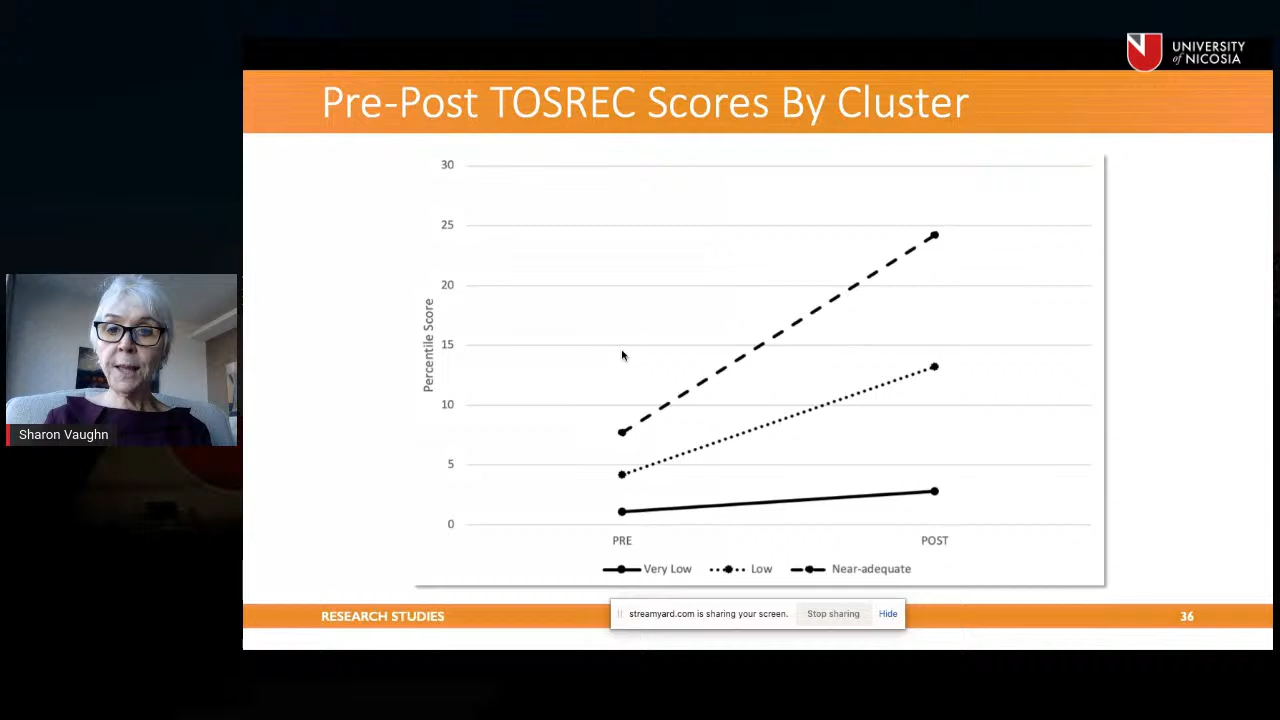 UNIVERSITY
of NICOSIA
Pre-Post TOSREC Scores By Cluster
30
25
20
15
10
5
0
Percentile Score
PRE
POST
Very Low
Low
Near-adequate
Sharon Vaughn
RESEARCH STUDIES
streamyard.com is sharing your screen.
Stop sharing
Hide
36